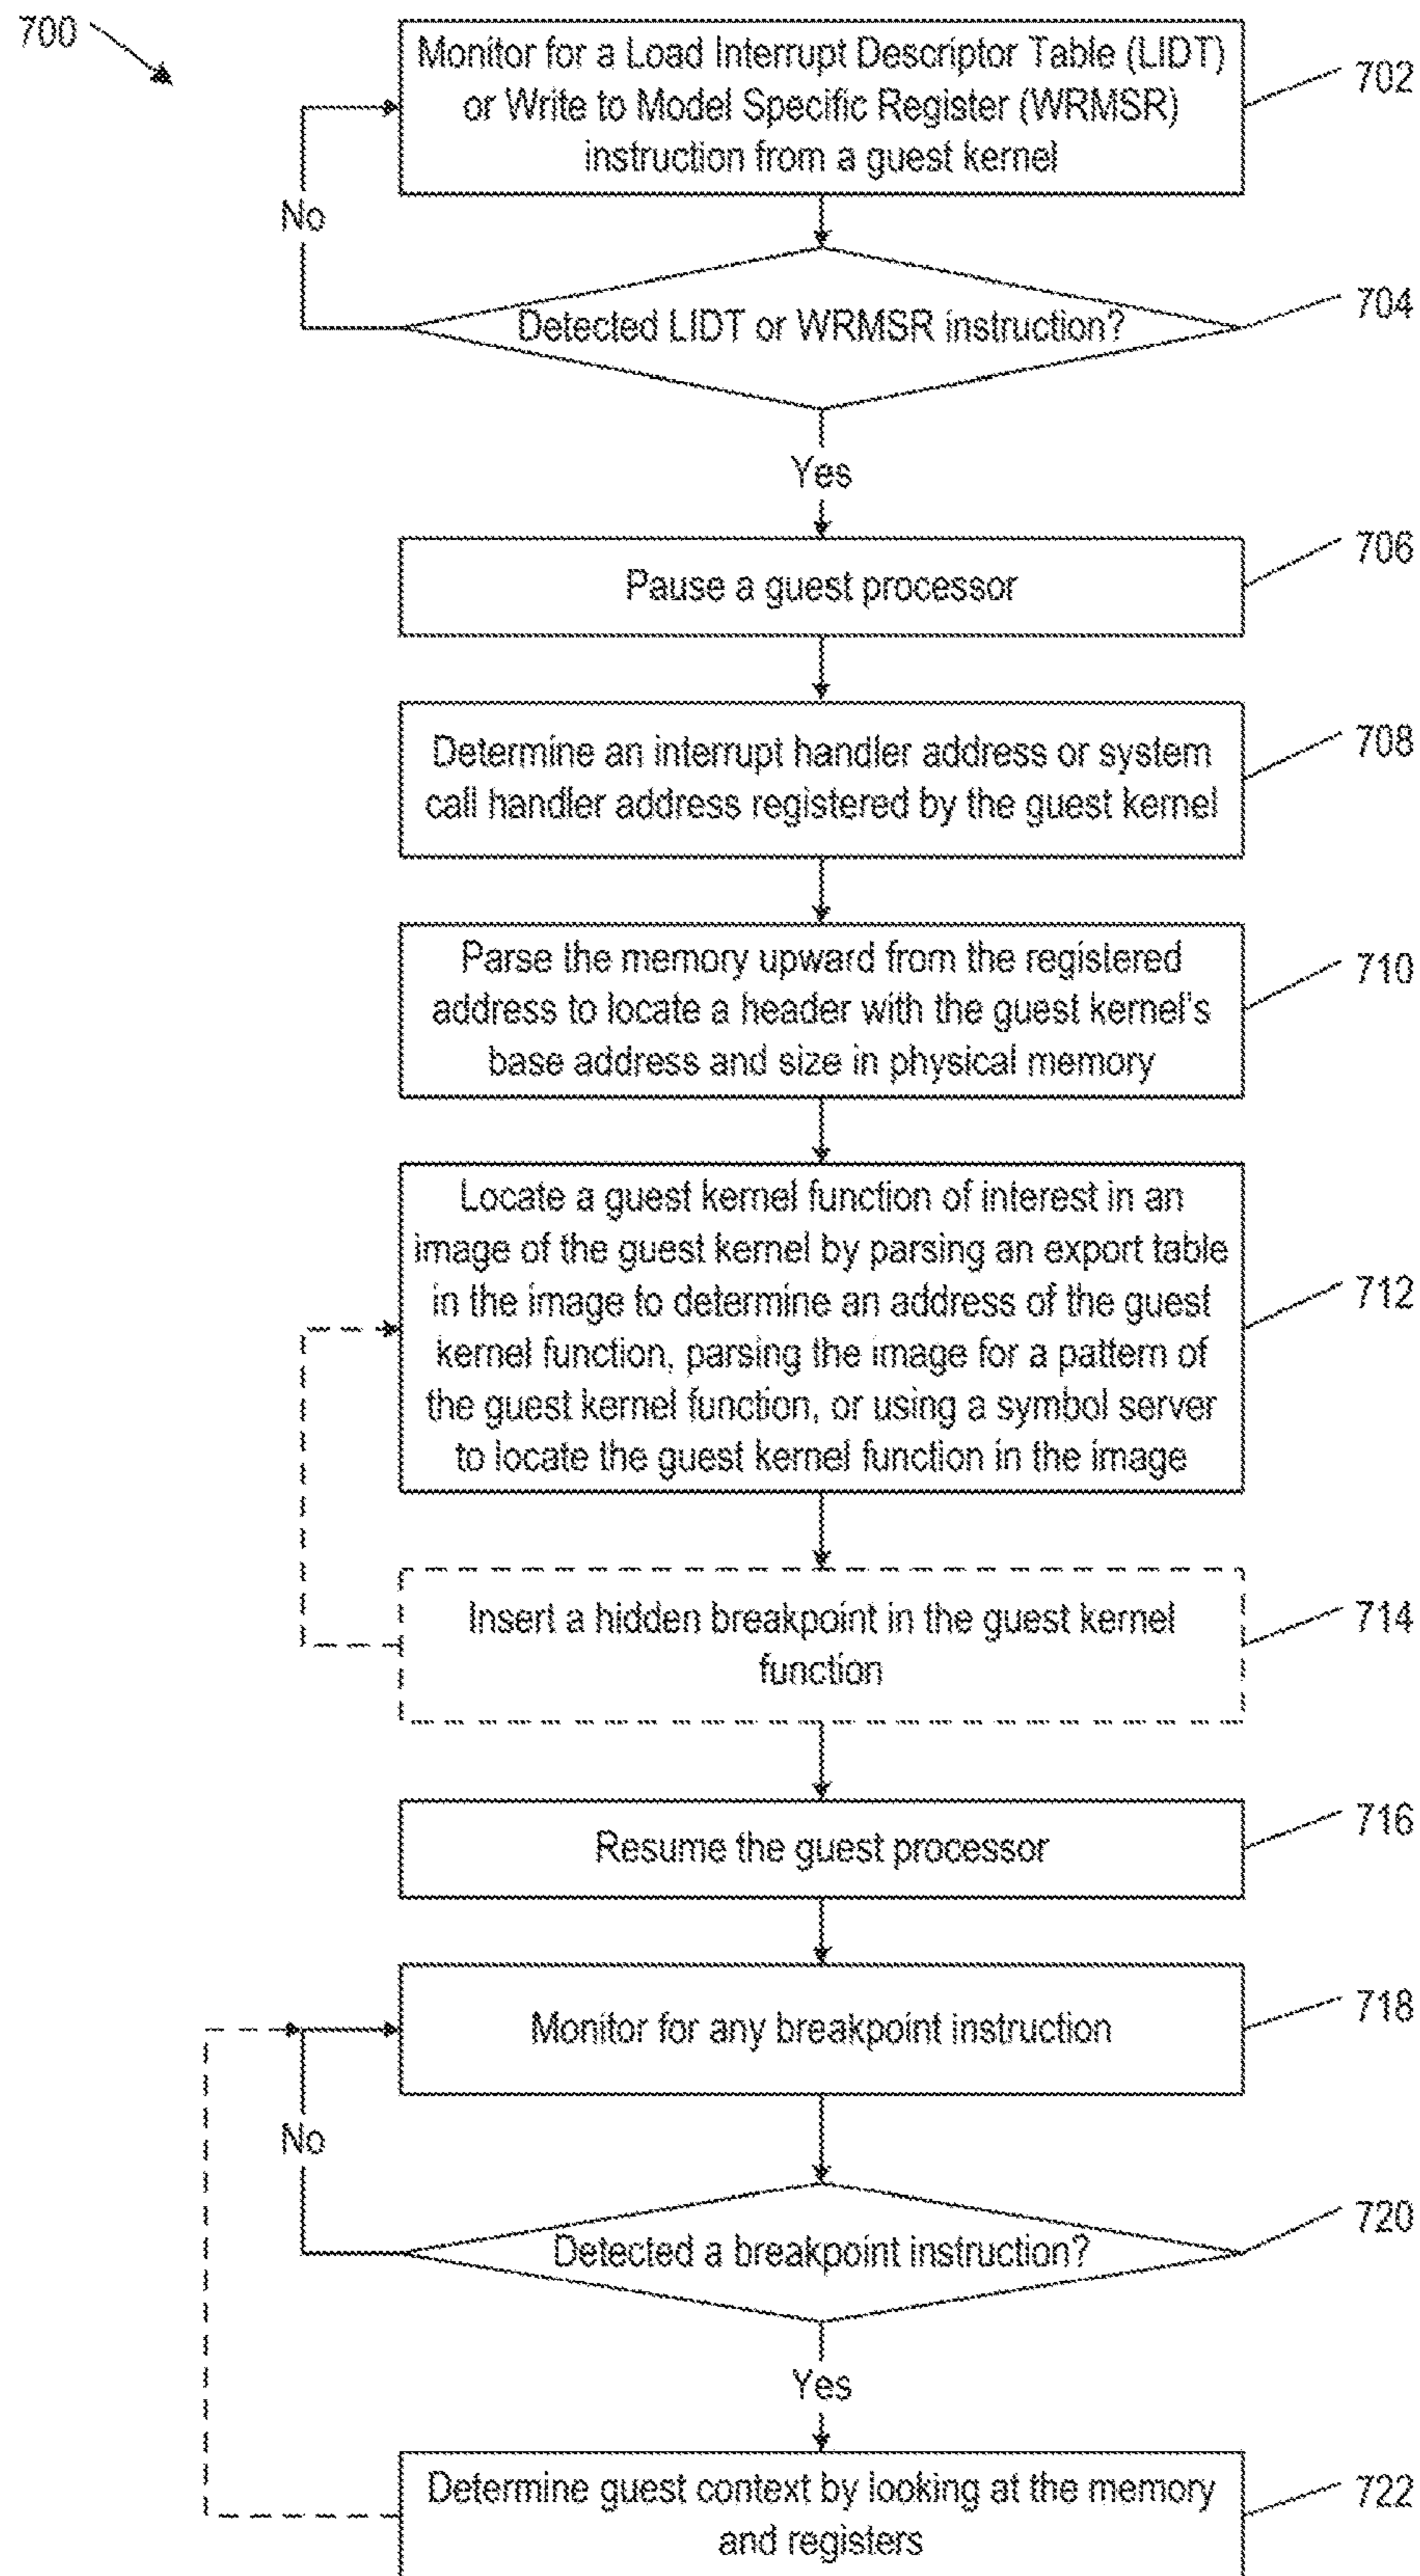 700
Monitor for a Load Interrupt Descriptor Table (LIDT)
or Write to Model Specific Register (WRMSR)
instruction from a guest kernel
702
No
Detected LIDT or WRMSR instruction?
704
Yes
Pause a guest processor
706
Determine an interrupt handler address or system
call handler address registered by the guest kernel
708
Parse the memory upward from the registered
address to locate a header with the guest kernel's
base address and size in physical memory
710
Locate a guest kernel function of interest in an
image of the guest kernel by parsing an export table
in the image to determine an address of the guest
kernel function, parsing the image for a pattern of
the guest kernel function, or using a symbol server
to locate the guest kernel function in the image
712
Insert a hidden breakpoint in the guest kernel
function
714
Resume the guest processor
716
Monitor for any breakpoint instruction
718
No
Detected a breakpoint instruction?
720
Yes
Determine guest context by looking at the memory
and registers
722